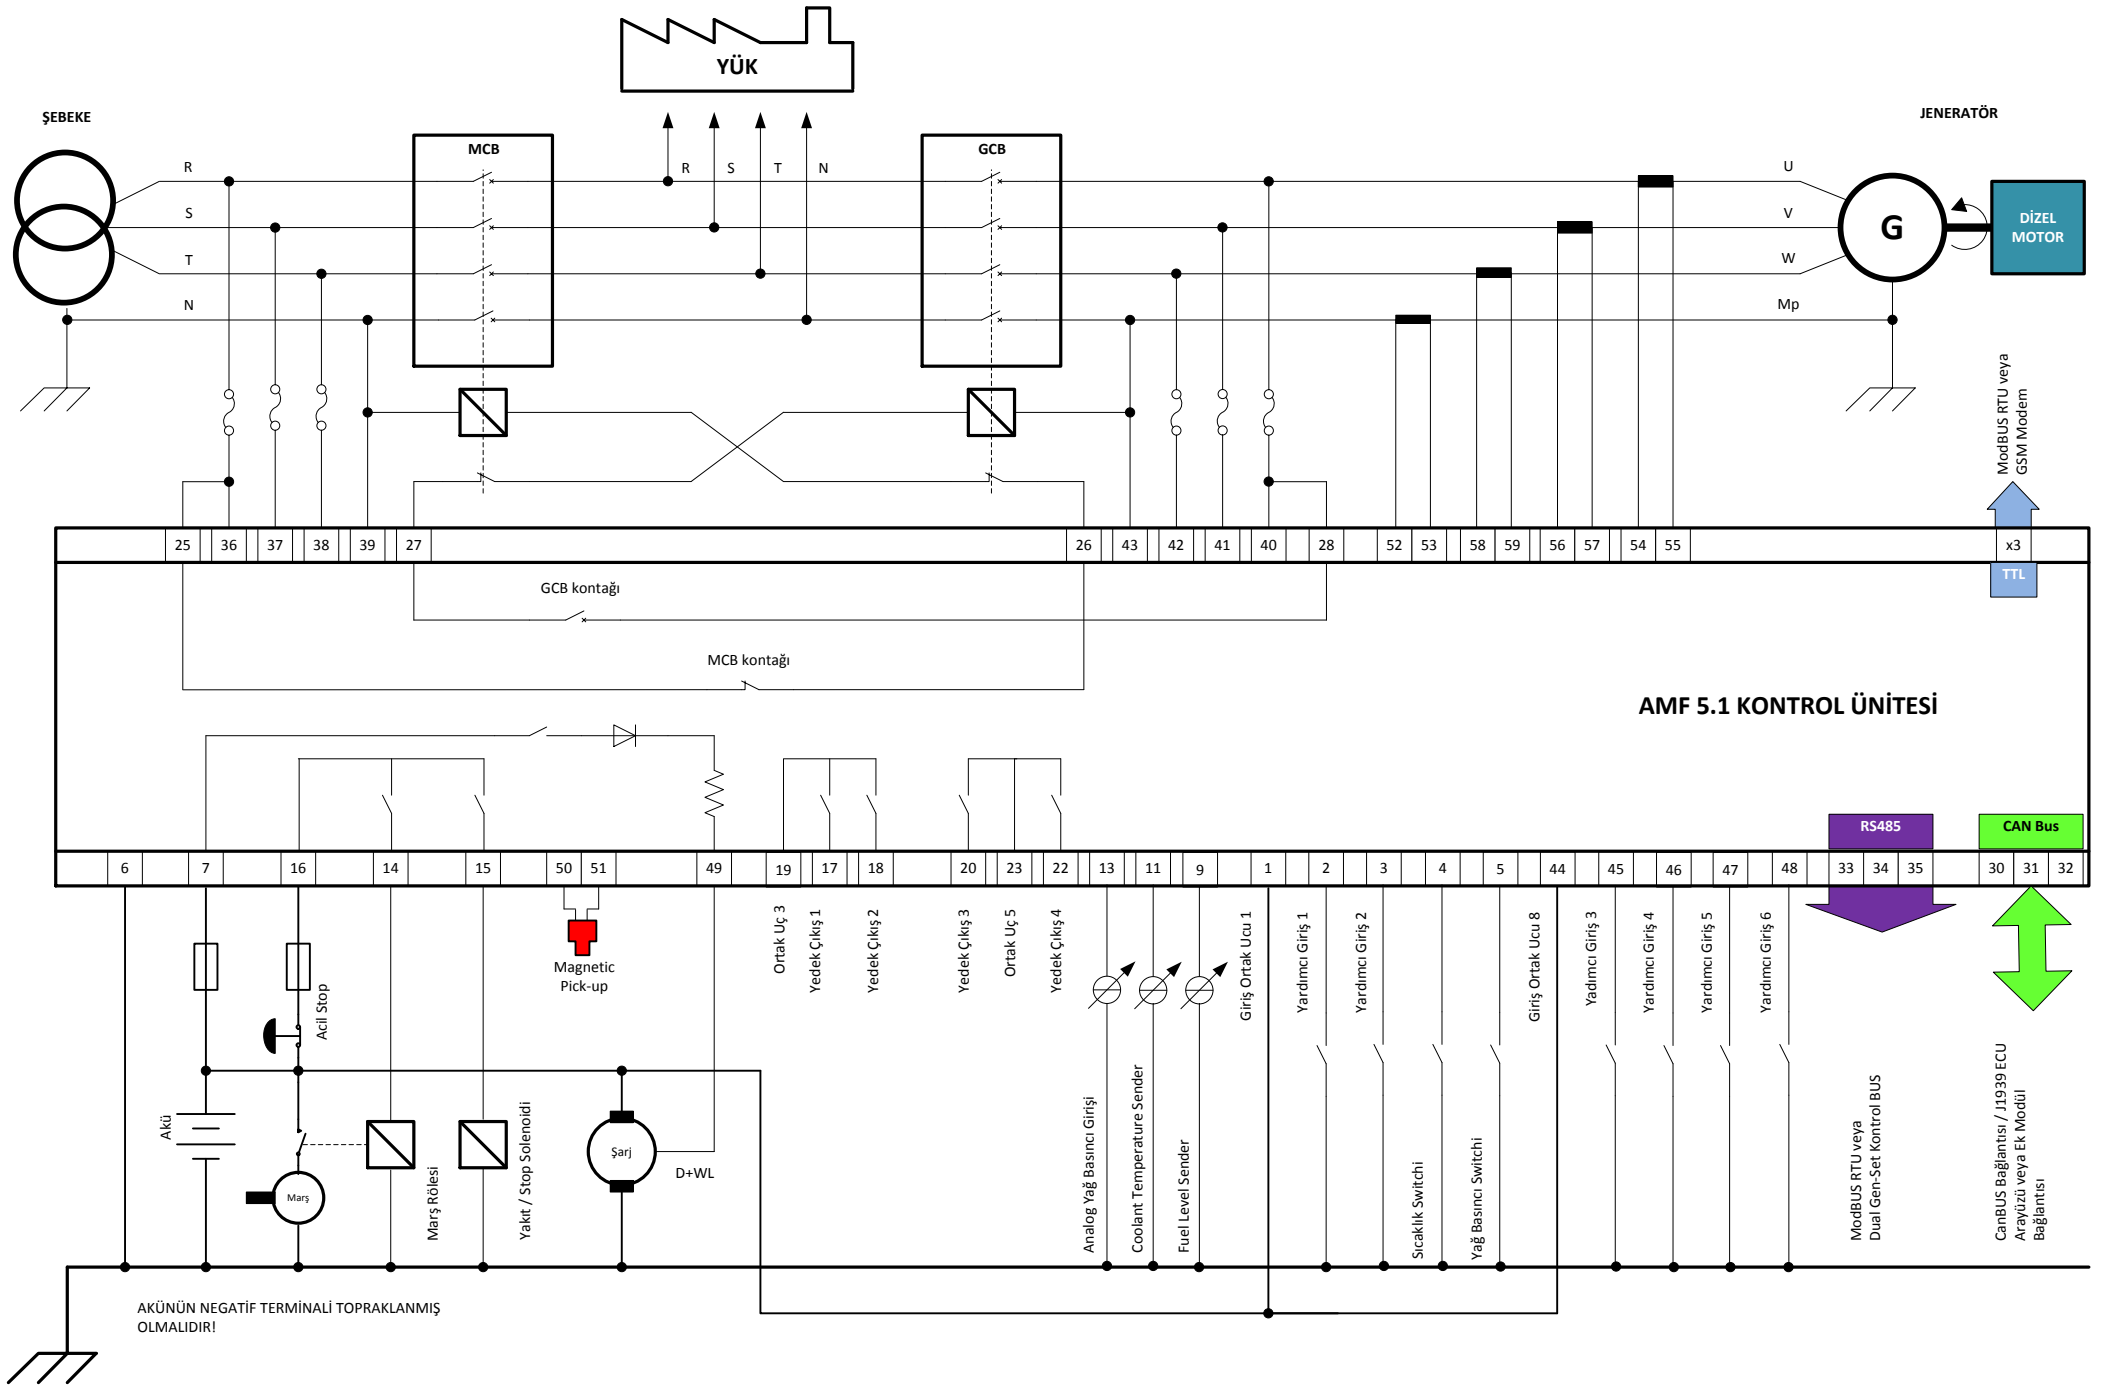 YÜK
ŞEBEKE
JENERATÖR
MCB
GCB
R
S
T
N
R S T N
U
V
W
Mp
G
DİZEL
MOTOR
ModBUS RTU veya
GSM Modem
25 36 37 38 39 27 26 43 42 41 40 28 52 53 58 59 56 57 54 55 x3
TTL
GCB kontağı
MCB kontağı
AMF 5.1 KONTROL ÜNİTESİ
RS485
CAN Bus
6 7 16 14 15 50 51 49 19 17 18 20 23 22 13 11 9 1 2 3 4 5 44 45 46 47 48 33 34 35 30 31 32
Acil Stop
Magnetic
Pick-up
Ortak Uç 3
Yedek Çıkış 1
Yedek Çıkış 2
Yedek Çıkış 3
Ortak Uç 5
Yedek Çıkış 4
Giriş Ortak Ucu 1
Yardımcı Giriş 1
Yardımcı Giriş 2
Giriş Ortak Ucu 8
Yadımcı Giriş 3
Yardımcı Giriş 4
Yardımcı Giriş 5
Yardımcı Giriş 6
Akü
Marş
Marş Rölesi
Yakıt / Stop Solenoidi
Şarj
D+WL
Analog Yağ Basıncı Girişi
Coolant Temperature Sender
Fuel Level Sender
Sıcaklık Switchi
Yağ Basıncı Switchi
ModBUS RTU veya
Dual Gen-Set Kontrol BUS
CanBUS Bağlantısı / J1939 ECU
Arayüzü veya Ek Modül
Bağlantısı
AKÜNÜN NEGATİF TERMİNALİ TOPRAKLANMIŞ
OLMALIDIR!